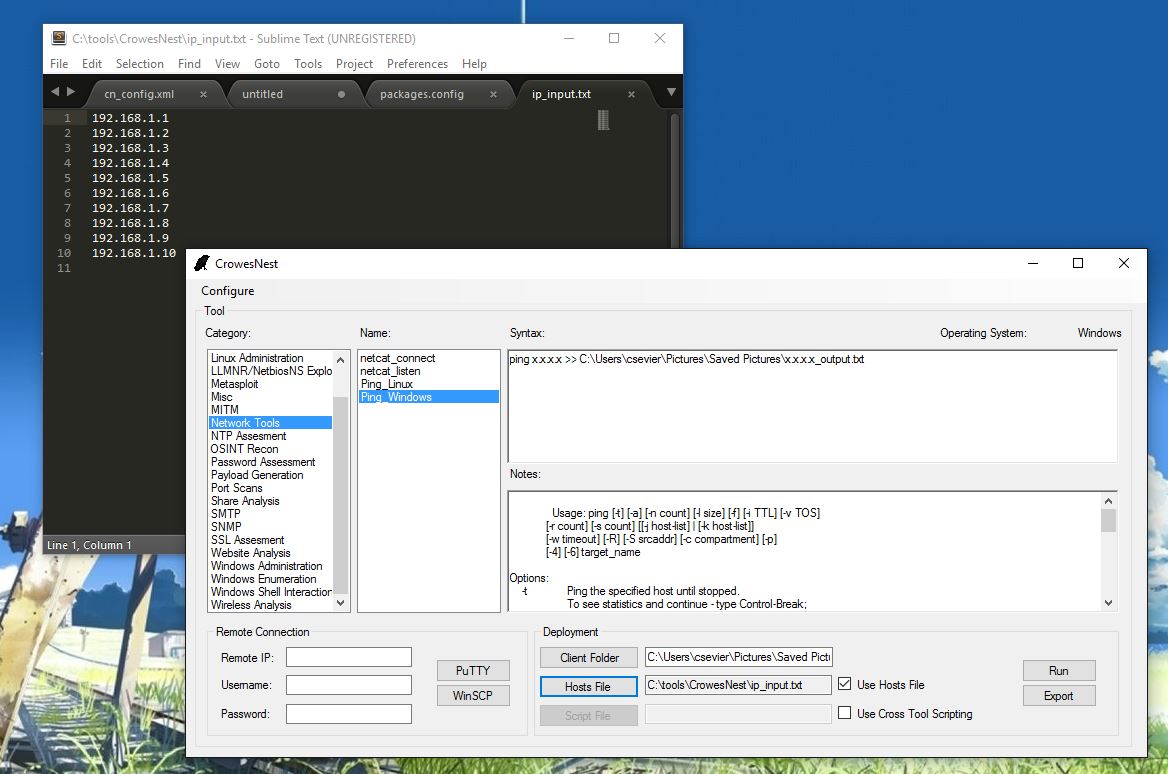 C:\tools\CrowesNest\ip_input.txt - Sublime Text (UNREGISTERED)
File Edit Selection Find View Goto Tools Project Preferences Help
cn_config.xml untitled packages.config ip_input.txt
1 192.168.1.1
2 192.168.1.2
3 192.168.1.3
4 192.168.1.4
5 192.168.1.5
6 192.168.1.6
7 192.168.1.7
8 192.168.1.8
9 192.168.1.9
10 192.168.1.10
11
Line 1, Column 1
CrowesNest
Configure
Tool
Category:
Linux Administration
LLMNR/NetbiosNS Explo
Metasploit
Misc
MITM
Network Tools
NTP Assesment
OSINT Recon
Password Assessment
Payload Generation
Port Scans
Share Analysis
SMTP
SNMP
SSL Assesment
Website Analysis
Windows Administration
Windows Enumeration
Windows Shell Interaction
Wireless Analysis
Name:
netcat_connect
netcat_listen
Ping_Linux
Ping_Windows
Syntax:
Operating System: Windows
ping x.x.x.x >> C:\Users\csevier\Pictures\Saved Pictures\x.x.x.x_output.txt
Notes:
Usage: ping [-t] [-a] [-n count] [-l size] [-f] [-i TTL] [-v TOS]
[-r count] [-s count] [[-j host-list] | [-k host-list]]
[-w timeout] [-R] [-S srcaddr] [-c compartment] [-p]
[-4] [-6] target_name
Options:
-t Ping the specified host until stopped.
To see statistics and continue - type Control-Break;
Remote Connection
Remote IP:
Username:
Password:
PuTTY
WinSCP
Deployment
Client Folder C:\Users\csevier\Pictures\Saved Pict
Hosts File C:\tools\CrowesNest\ip_input.txt Use Hosts File
Script File Use Cross Tool Scripting
Run
Export